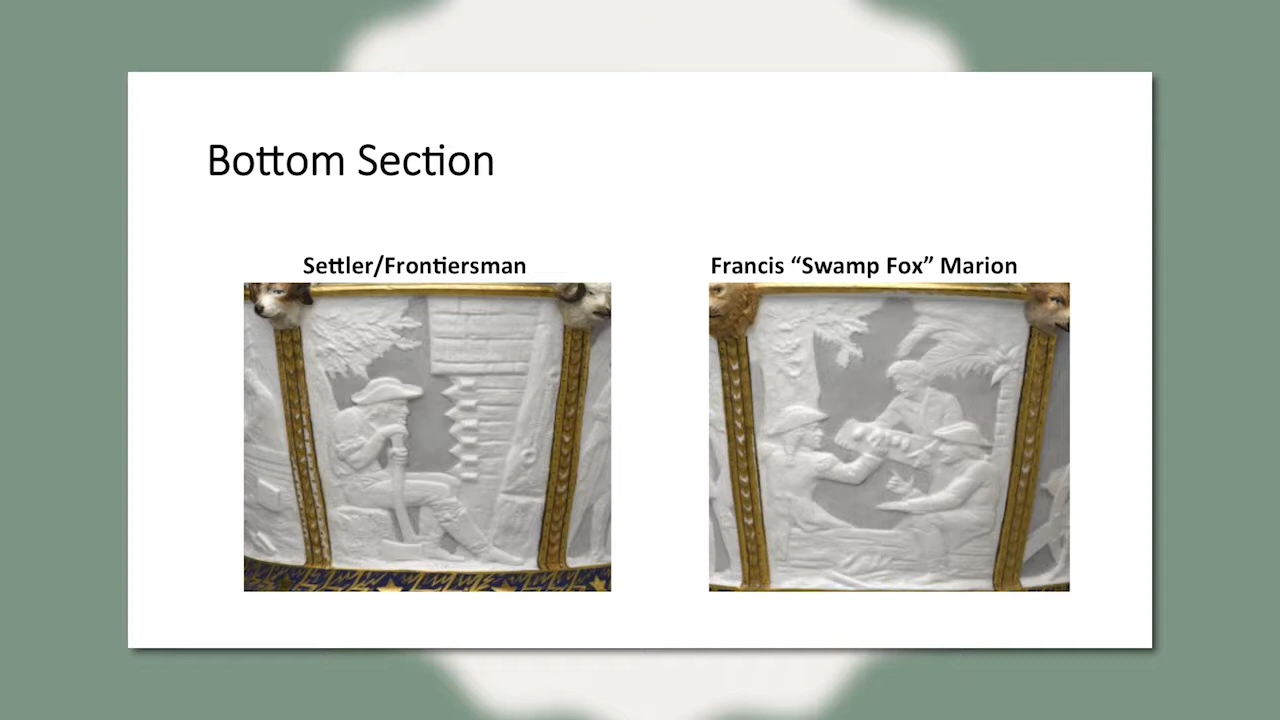 Bottom Section
Settler/Frontiersman
Francis “Swamp Fox” Marion